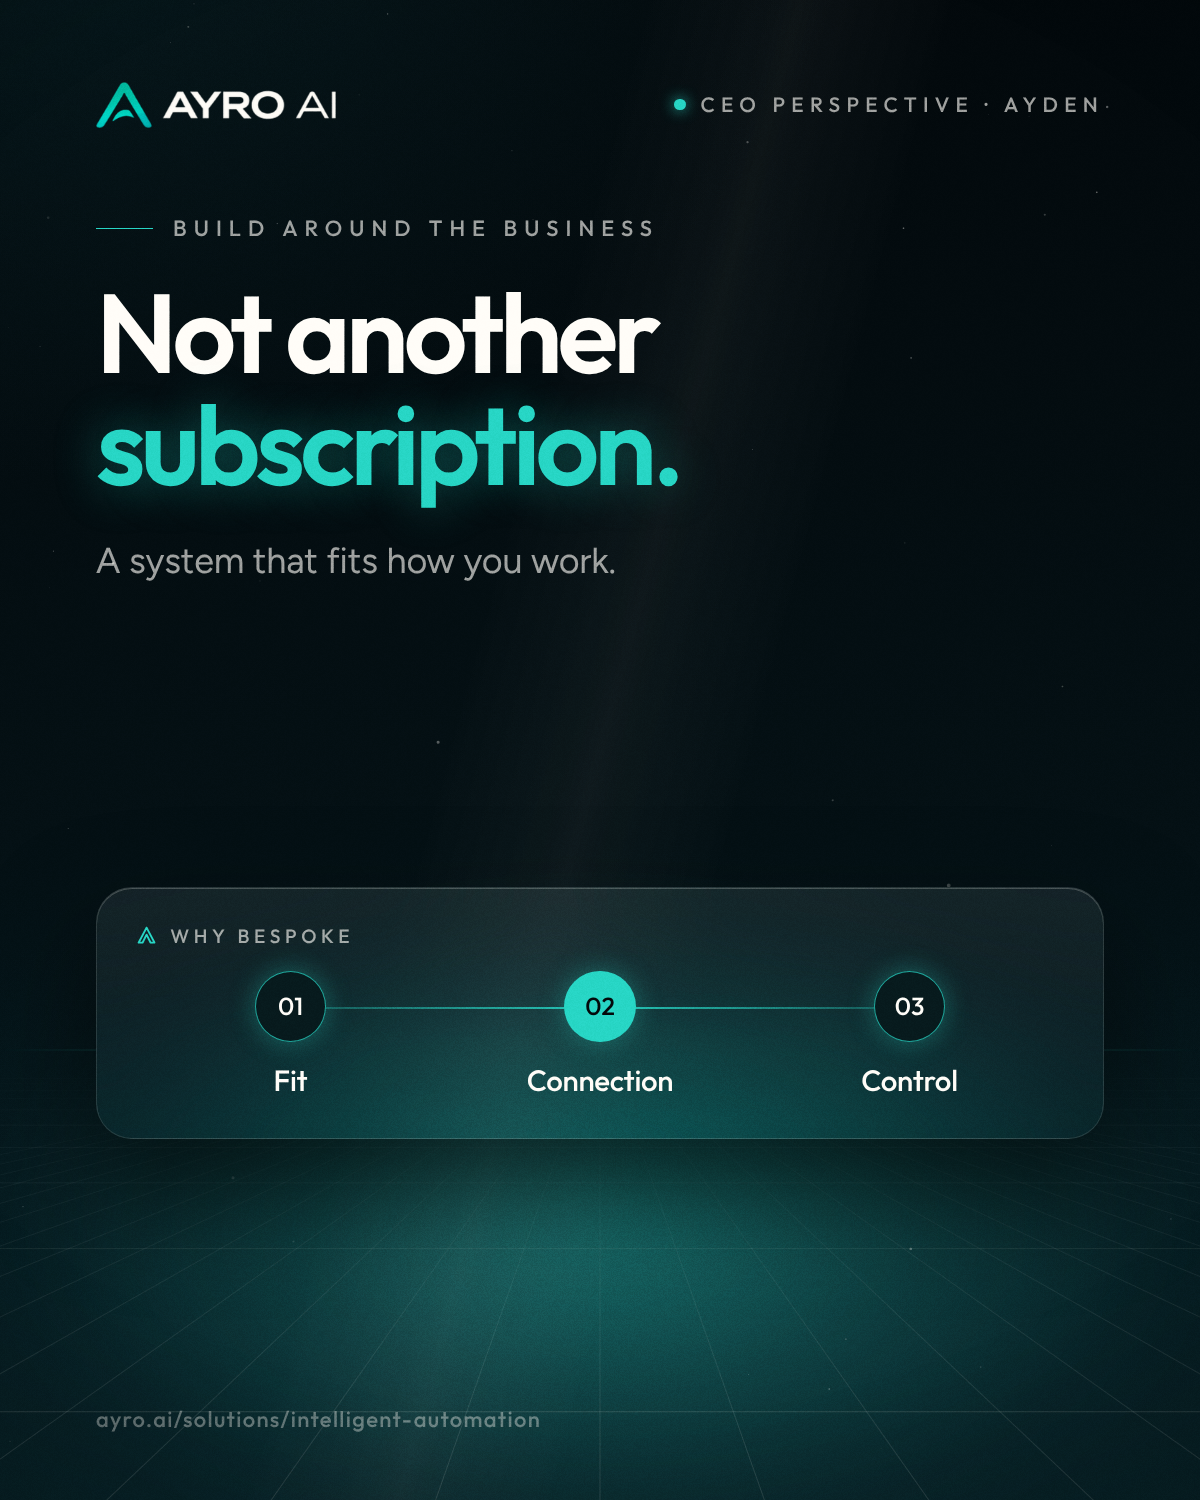 AYRO AI
CEO PERSPECTIVE · AYDEN
BUILD AROUND THE BUSINESS
Not another
subscription.
A system that fits how you work.
WHY BESPOKE
01
02
03
Fit
Connection
Control
ayro.ai/solutions/intelligent-automation